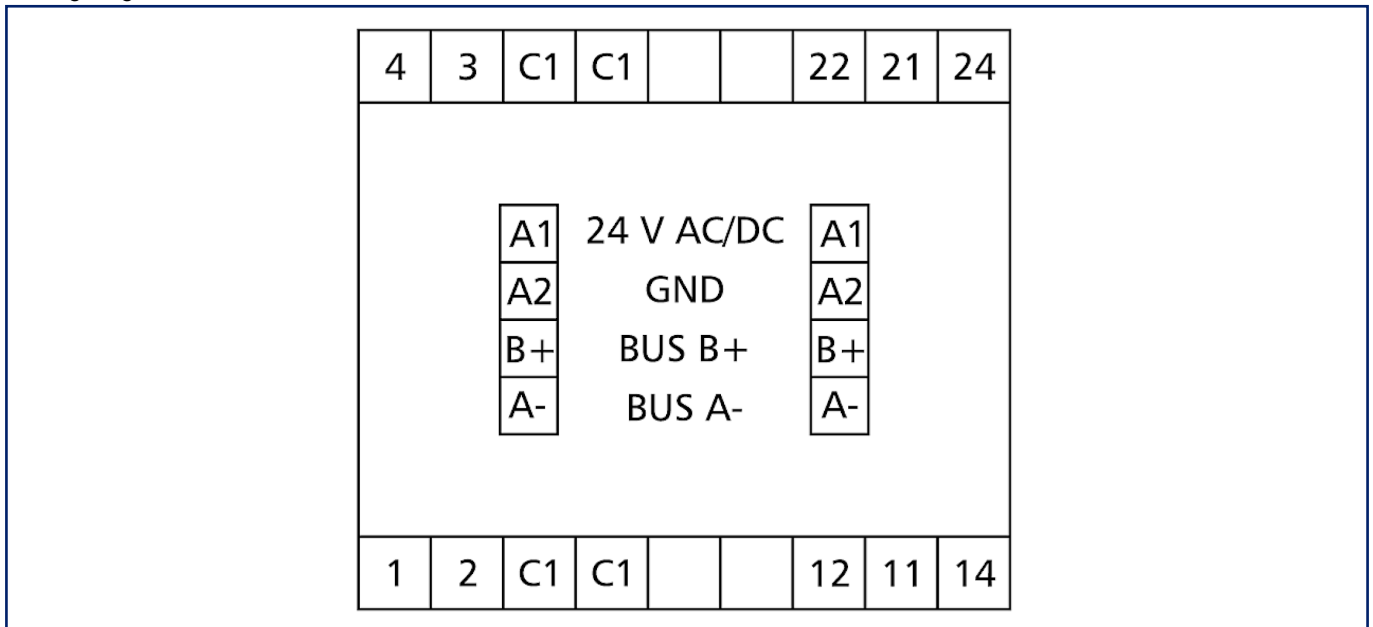 4 3 C1 C1 22 21 24
A1 24 V AC/DC A1
A2 GND A2
B+ BUS B+ B+
A- BUS A- A-
1 2 C1 C1 12 11 14